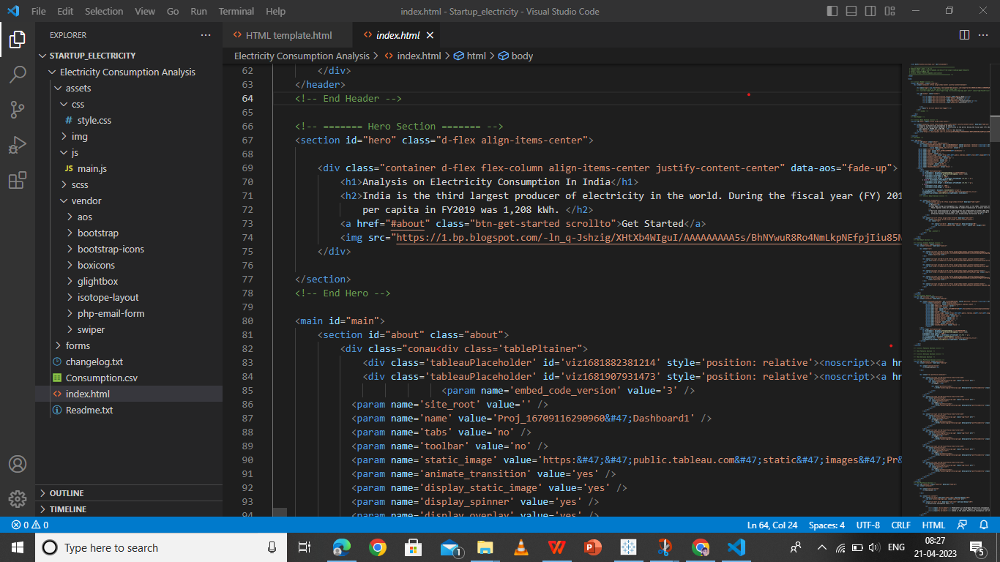 File Edit Selection View Go Run Terminal Help
index.html - Startup_electricity - Visual Studio Code
EXPLORER
STARTUP_ELECTRICITY
Electricity Consumption Analysis
assets
css
# style.css
img
js
JS main.js
scss
vendor
aos
bootstrap
bootstrap-icons
boxicons
glightbox
isotope-layout
php-email-form
swiper
forms
changelog.txt
Consumption.csv
<> index.html
Readme.txt
OUTLINE
TIMELINE
<> HTML template.html <> index.html
Electricity Consumption Analysis > <> index.html > html > body
62 </div>
63 </header>
64 <!-- End Header -->
65
66 <!-- ======= Hero Section ======= -->
67 <section id="hero" class="d-flex align-items-center">
68
69 <div class="container d-flex flex-column align-items-center justify-content-center" data-aos="fade-up">
70 <h1>Analysis on Electricity Consumption In India</h1>
71 <h2>India is the third largest producer of electricity in the world. During the fiscal year (FY) 201
72 per capita in FY2019 was 1,208 kWh. </h2>
73 <a href="#about" class="btn-get-started scrollto">Get Started</a>
74 <img src="https://1.bp.blogspot.com/-ln_q-Jshzig/XHtXb4WIguI/AAAAAAAAA5s/BhNYwuR8Ro4NmLkpNEfpjIiu85N
75 </div>
76
77 </section>
78 <!-- End Hero -->
79
80 <main id="main">
81 <section id="about" class="about">
82 <div class="conau<div class='tablePltainer">
83 <div class='tableauPlaceholder' id='viz1681882381214' style='position: relative'><noscript><a hr
84 <div class='tableauPlaceholder' id='viz1681907931473' style='position: relative'><noscript><a hr
85 <param name='embed_code_version' value='3' />
86 <param name='site_root' value='' />
87 <param name='name' value='Proj_16709116290960&#47;Dashboard1' />
88 <param name='tabs' value='no' />
89 <param name='toolbar' value='no' />
90 <param name='static_image' value='https:&#47;&#47;public.tableau.com&#47;static&#47;images&#47;Pr&
91 <param name='animate_transition' value='yes' />
92 <param name='display_static_image' value='yes' />
93 <param name='display_spinner' value='yes' />
94 <param name='display_overlay' value='yes' />
0 0
Ln 64, Col 24 Spaces: 4 UTF-8 CRLF HTML
Type here to search
1
W
P
ENG
08:27
21-04-2023
5